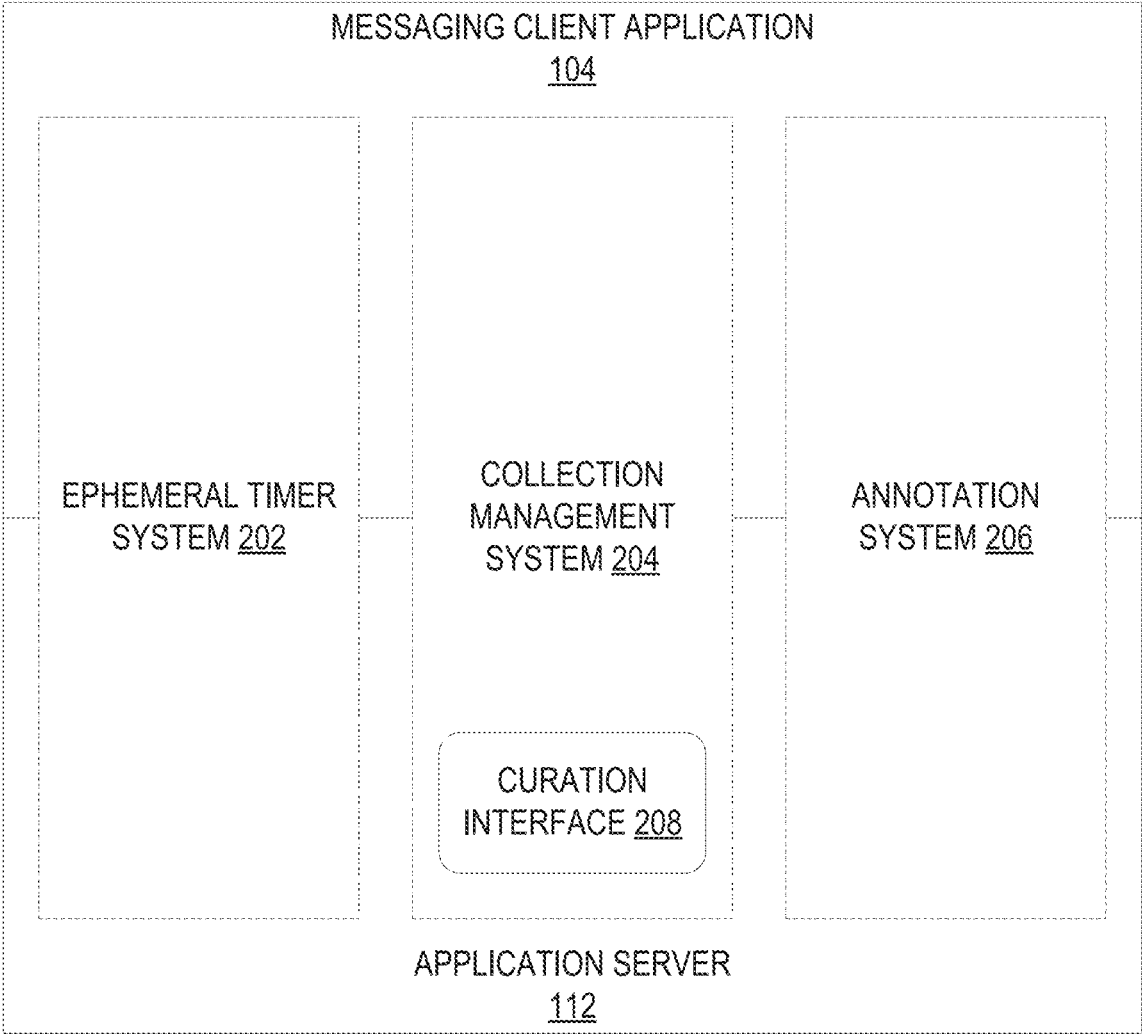 MESSAGING CLIENT APPLICATION
104
EPHEMERAL TIMER
SYSTEM 202
COLLECTION
MANAGEMENT
SYSTEM 204
ANNOTATION
SYSTEM 206
CURATION
INTERFACE 208
APPLICATION SERVER
112